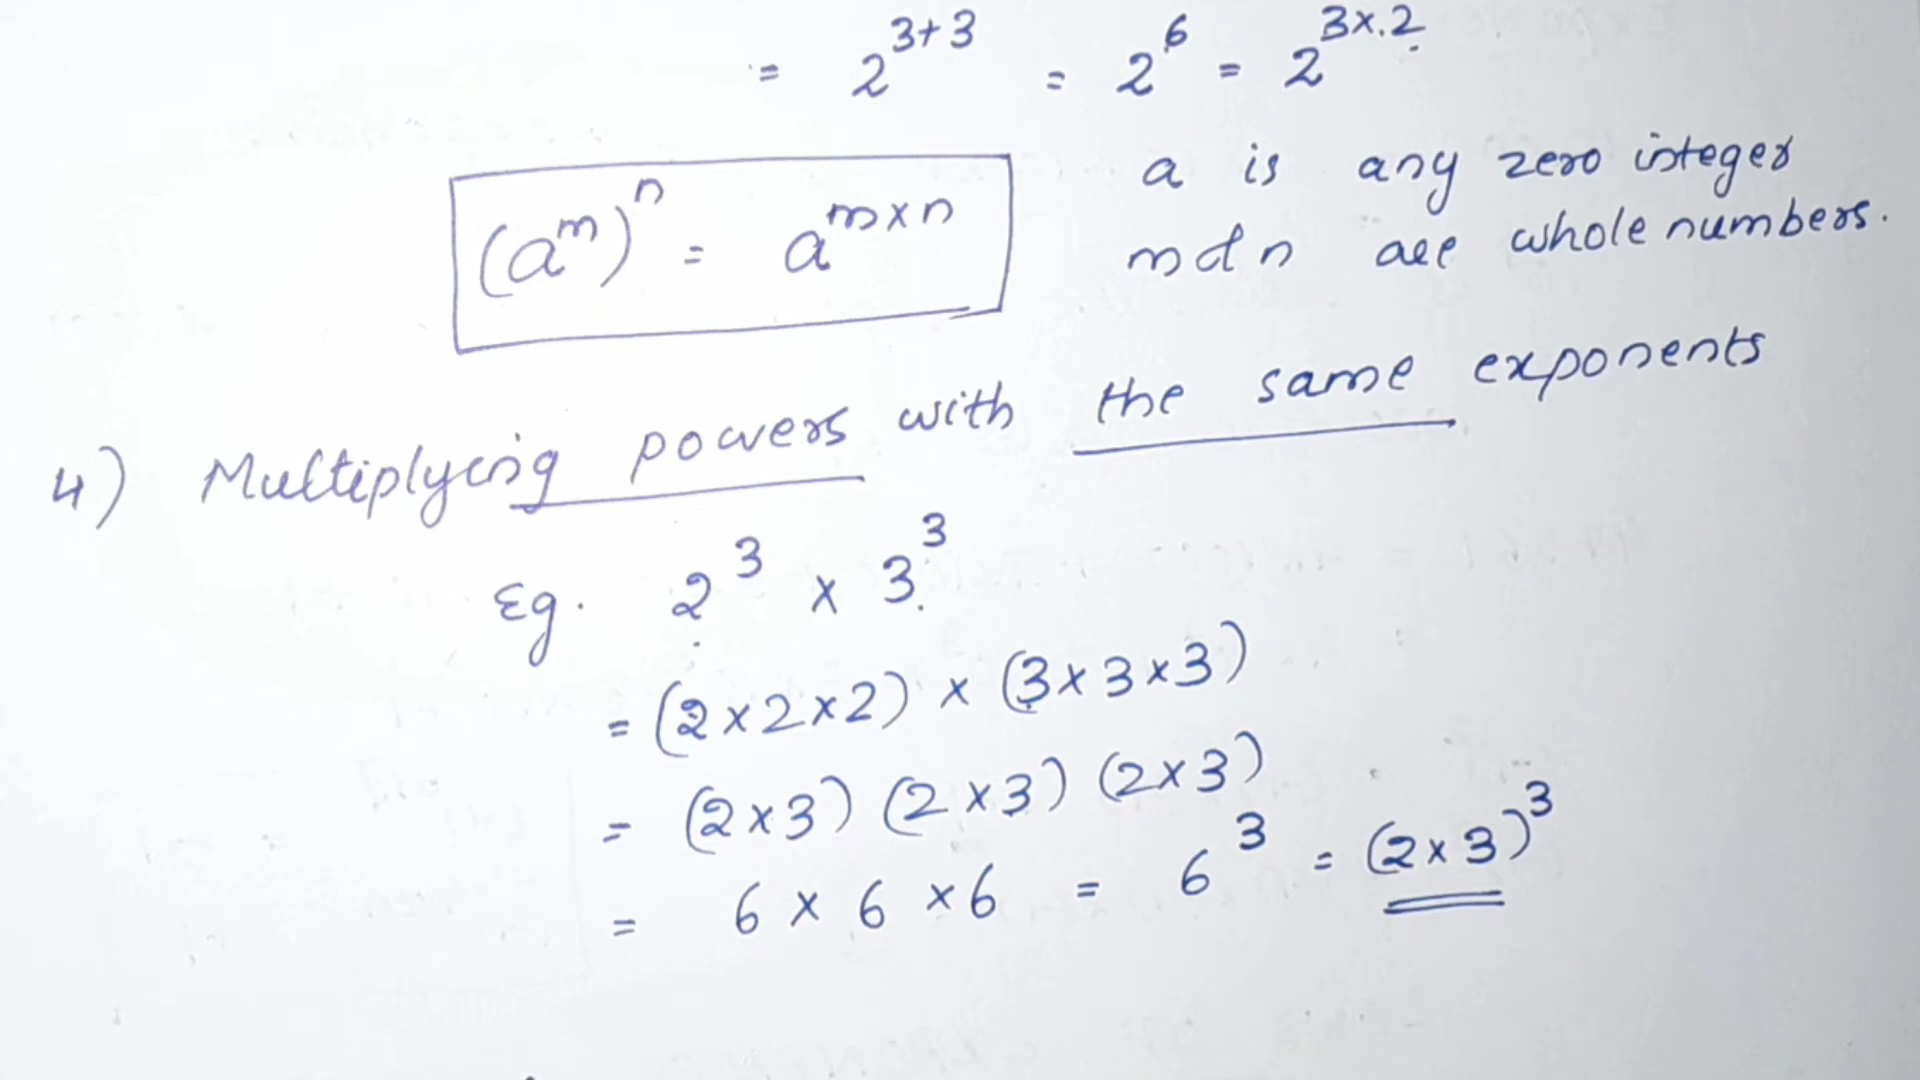 = 2^{3+3} = 2^6 = 2^{3×.2}
(a^m)^n = a^{m×n}
a is any zero integer
m & n are whole numbers.
4) Multiplying powers with the same exponents
Eg. 2^3 × 3^3
= (2×2×2) × (3×3×3)
= (2×3) (2×3) (2×3)
= 6 × 6 ×6 = 6^3 = (2×3)^3